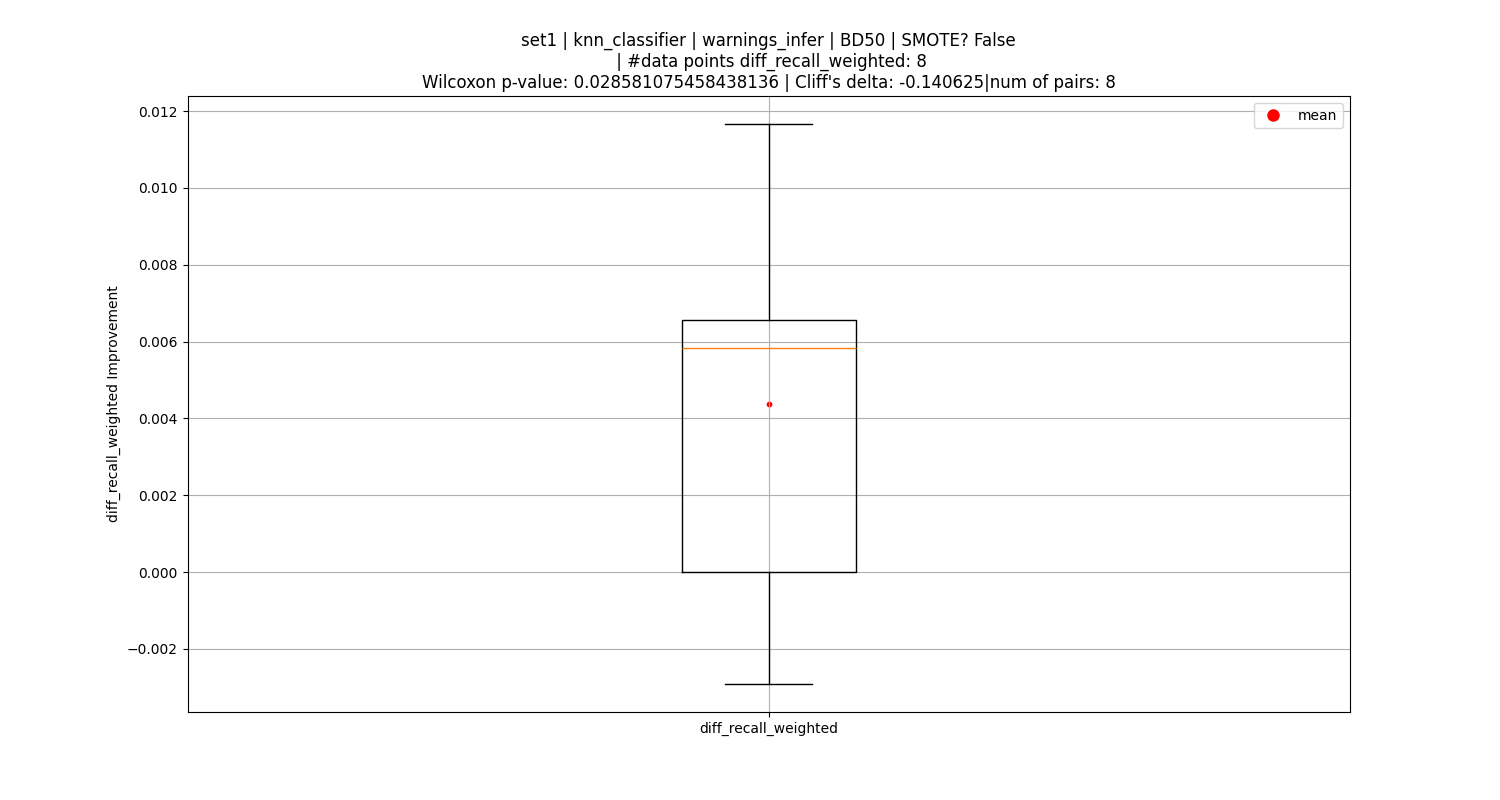 set1 | knn_classifier | warnings_infer | BD50 | SMOTE? False
| #data points diff_recall_weighted: 8
Wilcoxon p-value: 0.028581075458438136 | Cliff's delta: -0.140625|num of pairs: 8
mean
0.012
0.010
0.008
0.006
0.004
0.002
0.000
−0.002
diff_recall_weighted Improvement
diff_recall_weighted